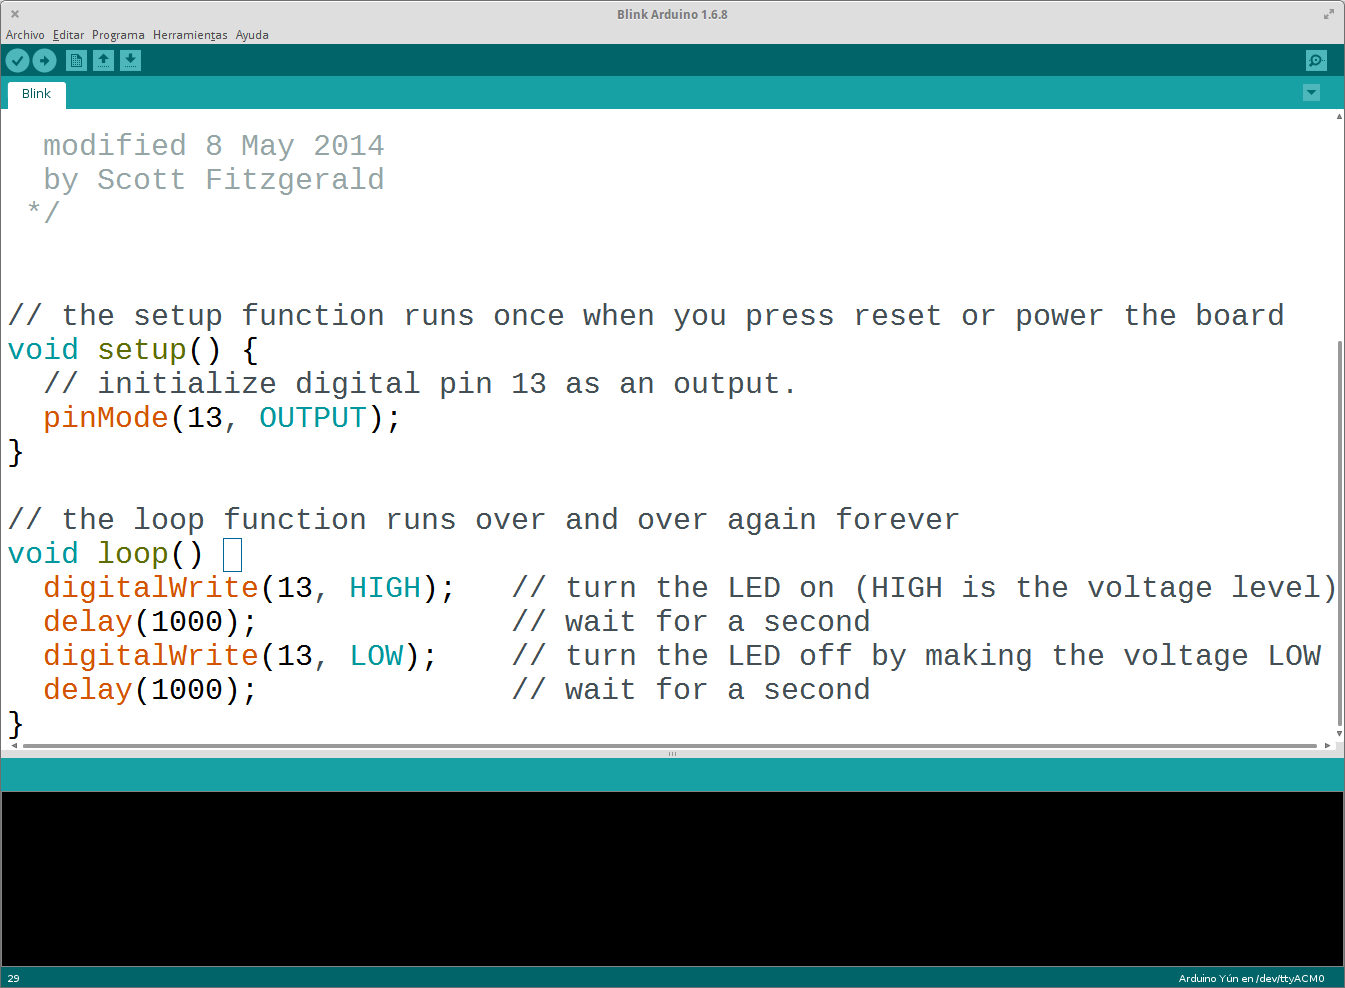 Blink Arduino 1.6.8
Archivo Editar Programa Herramientas Ayuda
Blink
modified 8 May 2014
by Scott Fitzgerald
*/
// the setup function runs once when you press reset or power the board
void setup() {
// initialize digital pin 13 as an output.
pinMode(13, OUTPUT);
}
// the loop function runs over and over again forever
void loop()
digitalWrite(13, HIGH);   // turn the LED on (HIGH is the voltage level)
delay(1000);              // wait for a second
digitalWrite(13, LOW);    // turn the LED off by making the voltage LOW
delay(1000);              // wait for a second
}
29
Arduino Yún en /dev/ttyACM0